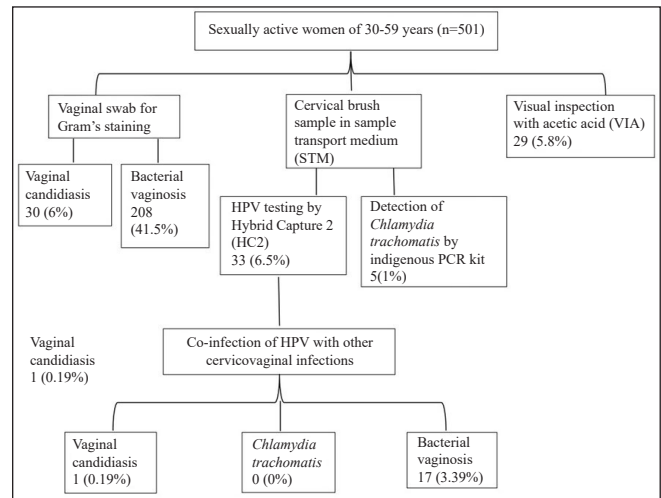 Sexually active women of 30-59 years (n=501)
Vaginal swab for
Gram's staining
Cervical brush
sample in sample
transport medium
(STM)
Visual inspection
with acetic acid (VIA)
29 (5.8%)
Vaginal
candidiasis
30 (6%)
Bacterial
vaginosis
208
(41.5%)
HPV testing by
Hybrid Capture 2
(HC2)
33 (6.5%)
Detection of
Chlamydia
trachomatis by
indigenous PCR kit
5(1%)
Vaginal
candidiasis
1 (0.19%)
Co-infection of HPV with other
cervicovaginal infections
Vaginal
candidiasis
1 (0.19%)
Chlamydia
trachomatis
0 (0%)
Bacterial
vaginosis
17 (3.39%)